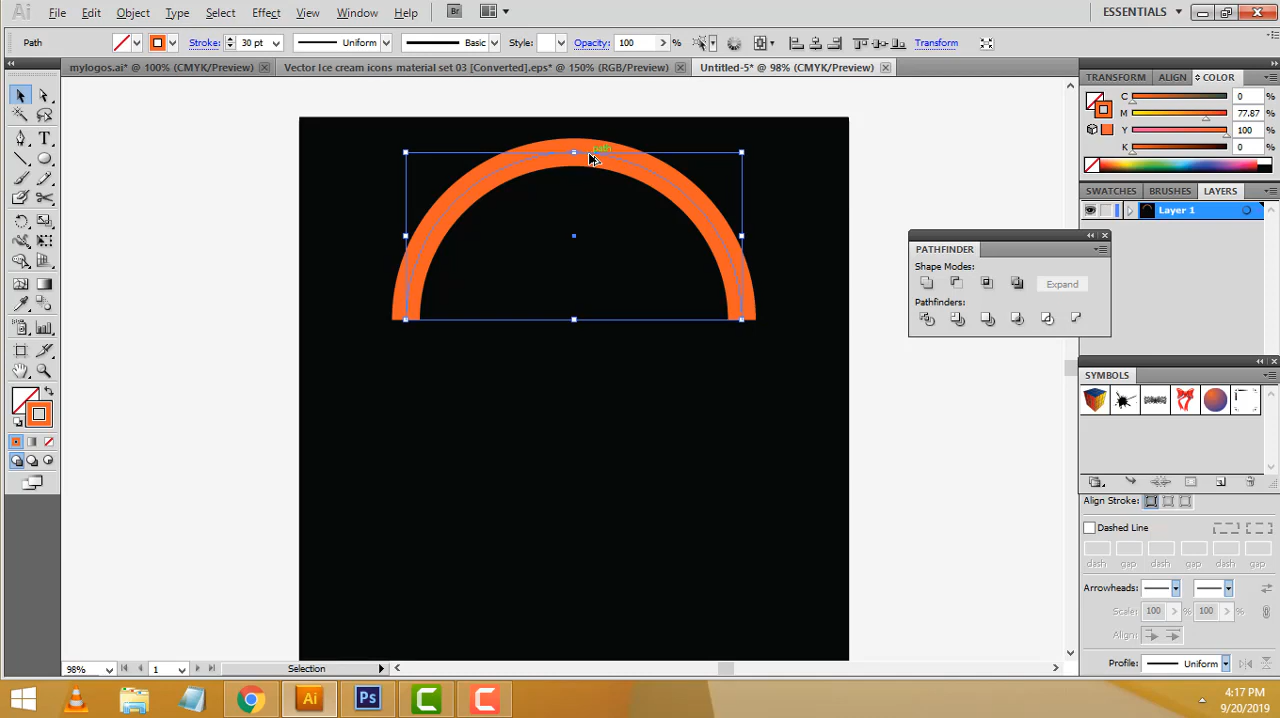 Ai File Edit Object Type Select Effect View Window Help Br ESSENTIALS
Path Stroke: 30 pt Uniform Basic Style: Opacity: 100 % Transform
mylogos.ai* @ 100% (CMYK/Preview) Vector Ice cream icons material set 03 [Converted].eps* @ 150% (RGB/Preview) Untitled-5* @ 98% (CMYK/Preview)
TRANSFORM ALIGN COLOR
C 0 %
M 77.87 %
Y 100 %
K 0 %
path
SWATCHES BRUSHES LAYERS
Layer 1
PATHFINDER
Shape Modes:
Expand
Pathfinders:
SYMBOLS
Align Stroke:
Dashed Line
dash gap dash gap dash gap
Arrowheads:
Scale: 100 % 100 %
Align:
Profile: Uniform
98% 1 Selection
Ai Ps C C
4:17 PM
9/20/2019